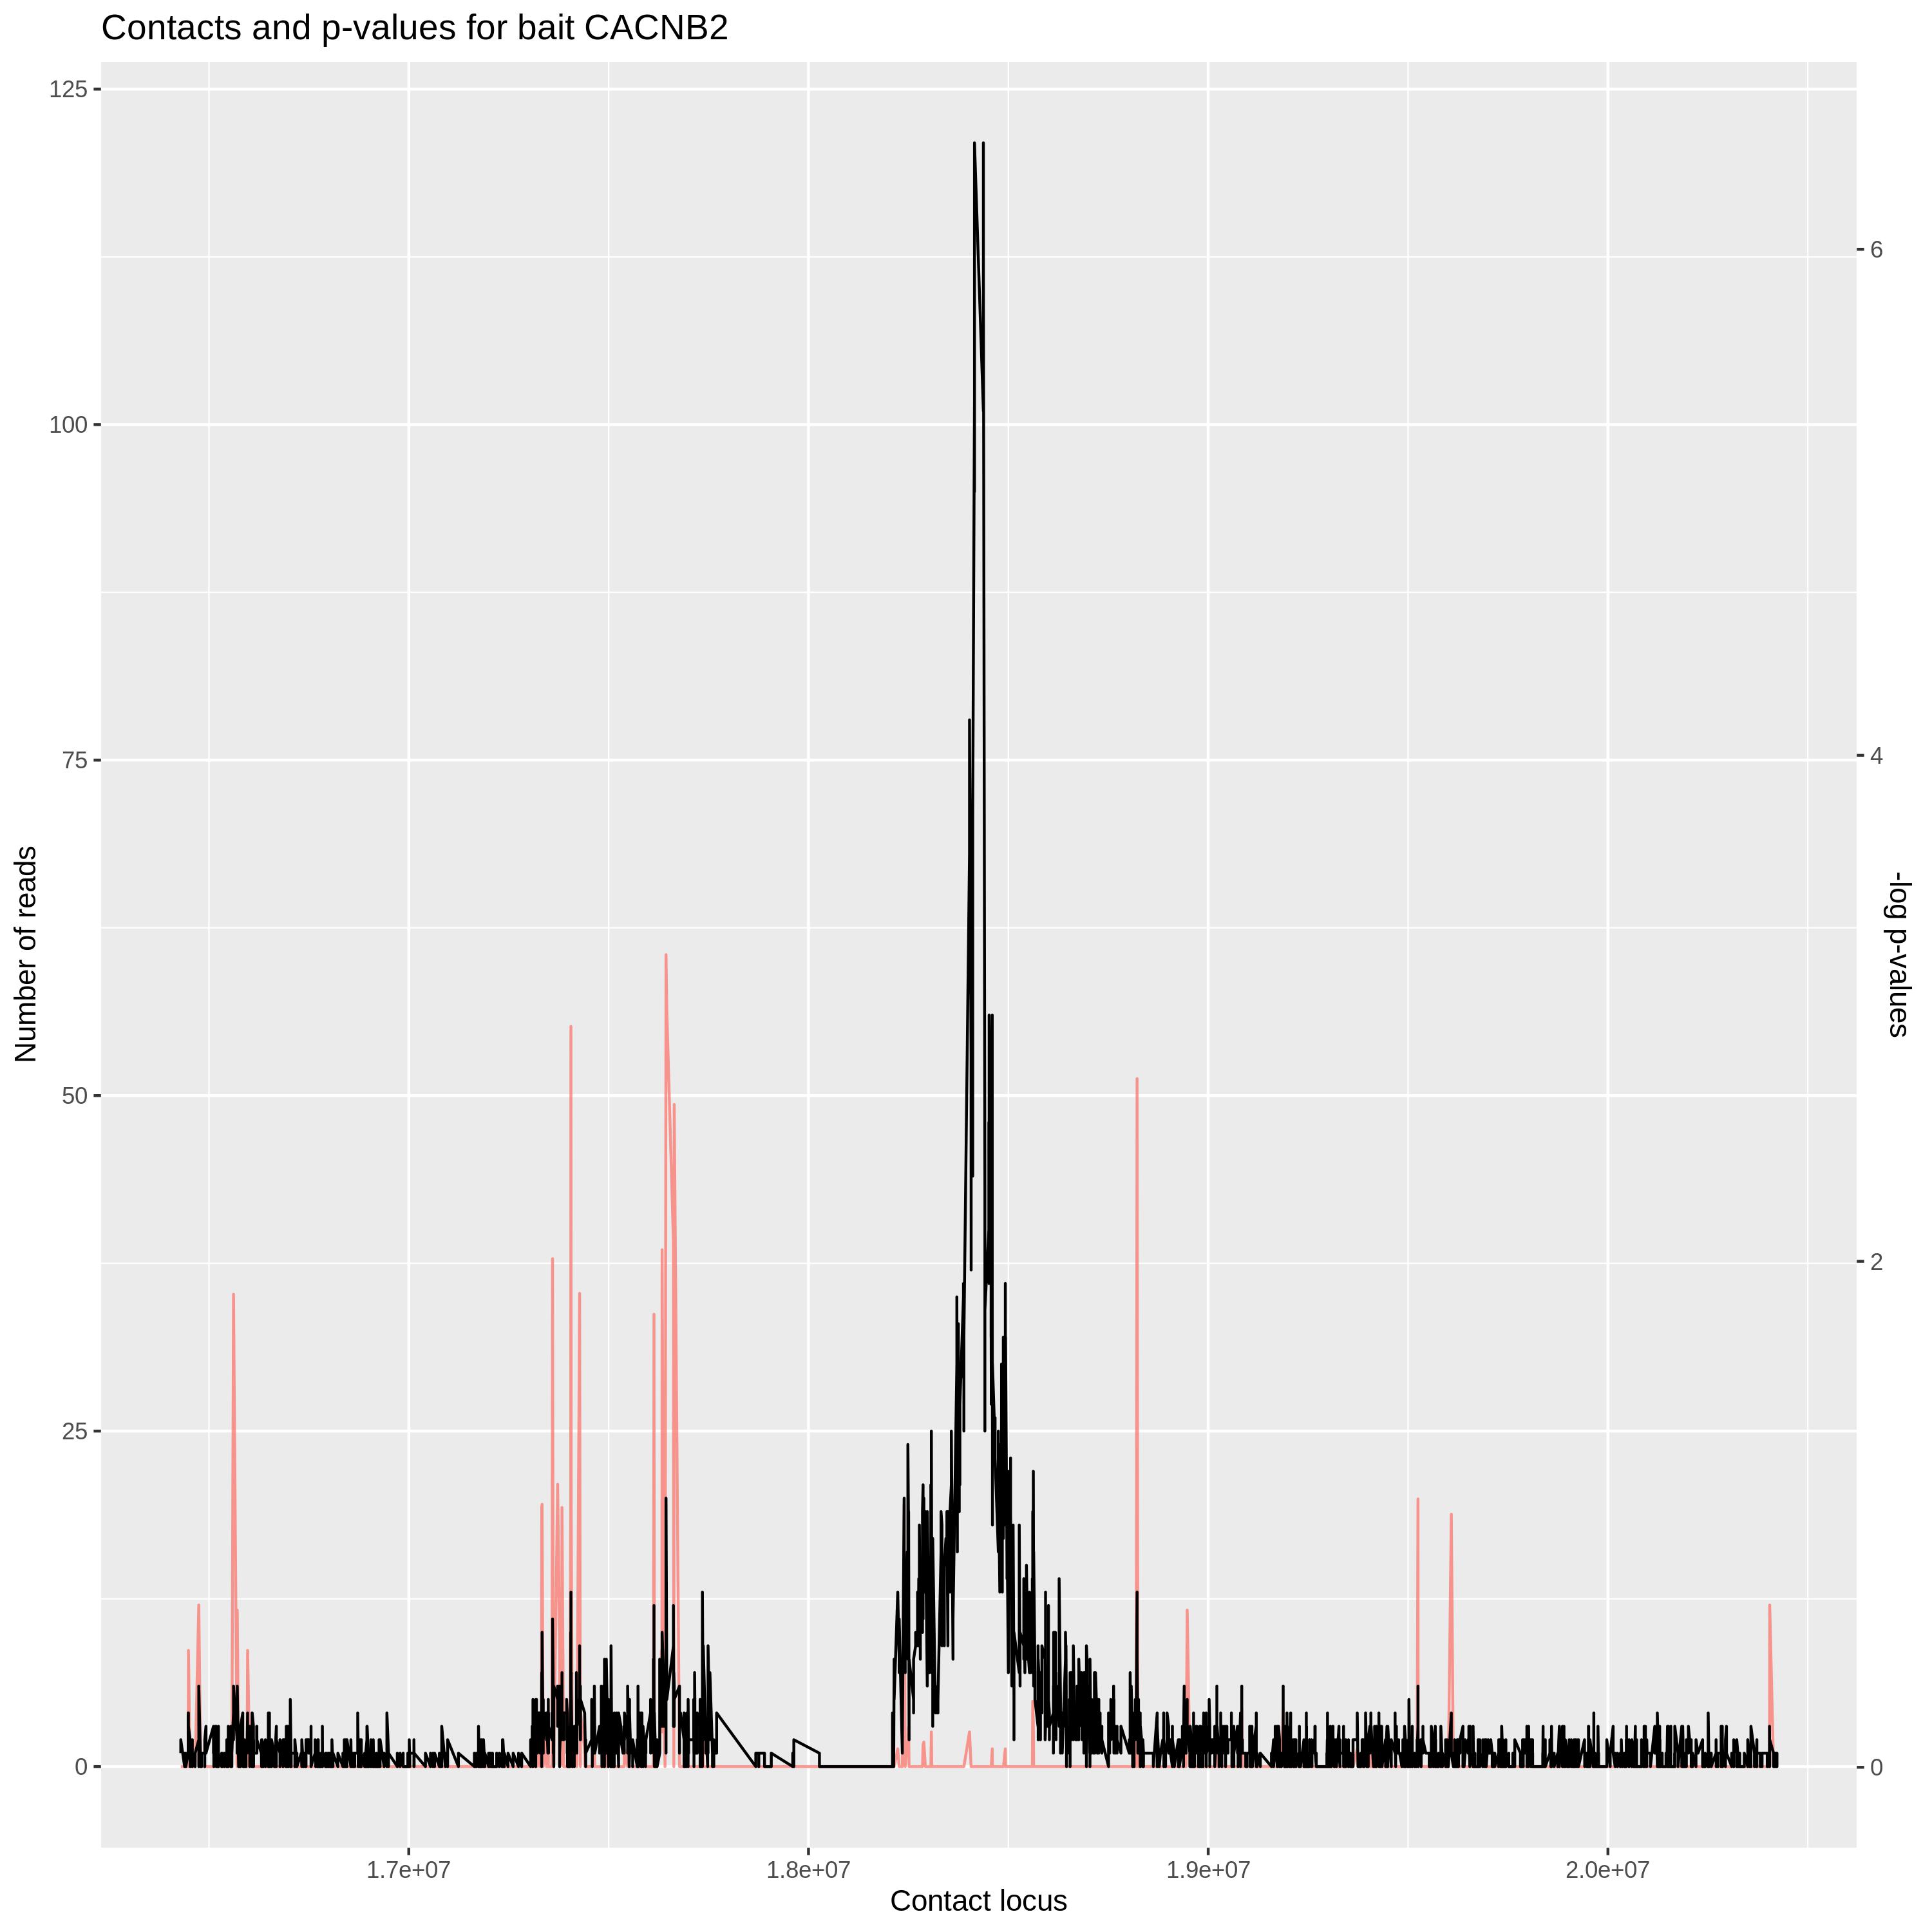 Contacts and p-values for bait CACNB2
125
100
75
50
25
0
Number of reads
6
4
2
0
-log p-values
1.7e+07 1.8e+07 1.9e+07 2.0e+07
Contact locus